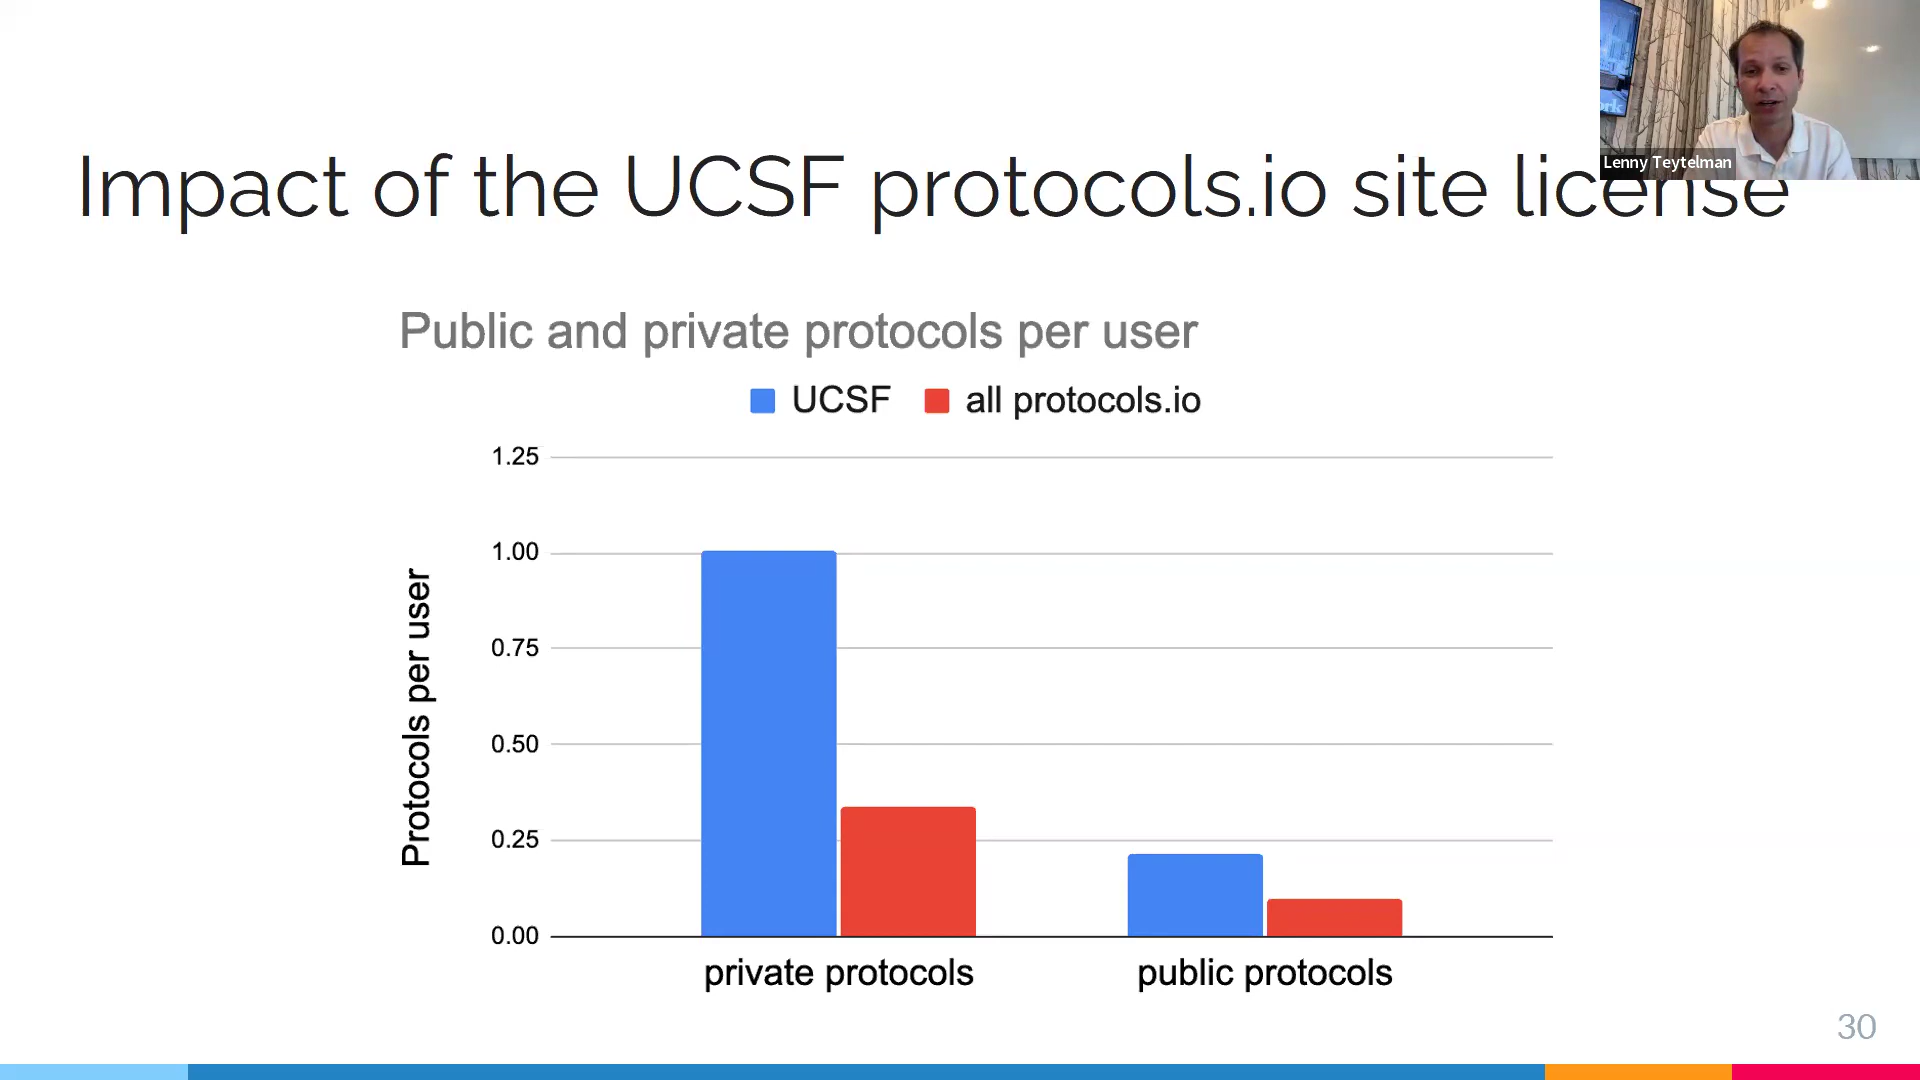 Lenny Teytelman
Impact of the UCSF protocols.io site license
Public and private protocols per user
UCSF
all protocols.io
Protocols per user
1.25
1.00
0.75
0.50
0.25
0.00
private protocols
public protocols
30